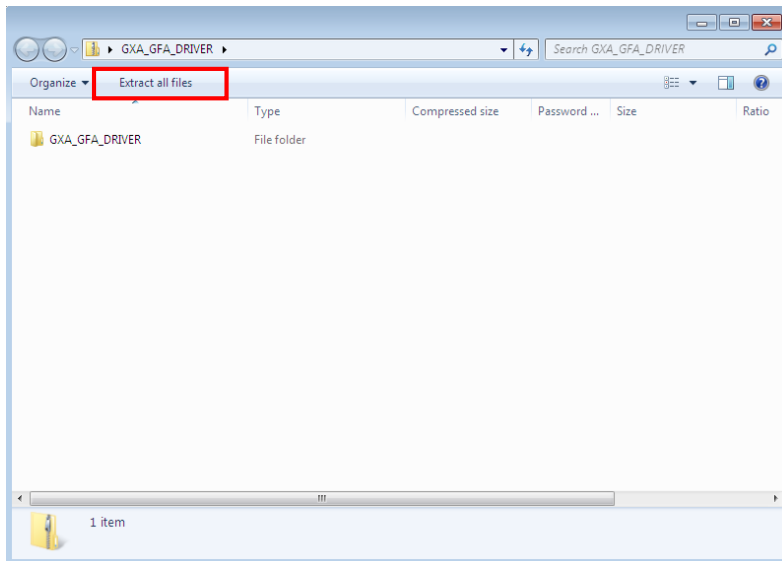 GXA_GFA_DRIVER
Search GXA_GFA_DRIVER
Organize Extract all files
Name Type Compressed size Password ... Size Ratio
GXA_GFA_DRIVER File folder
1 item